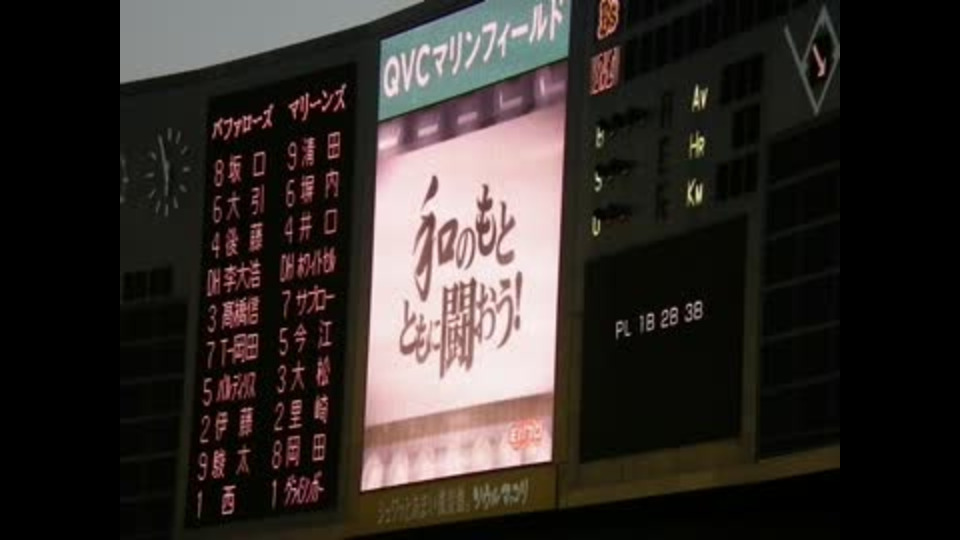 QVCマリンフィールド
バファローズ マリーンズ
8 坂口 9 清田
6 大引 6 堀内
4 後藤 4 井口
DH 李大浩 DH ホワイトセル
3 高橋信 7 サブロー
7 T-岡田 5 今江
5 バルディリス 3 大松
2 伊藤 2 里崎
9 駿太 8 岡田
1 西 1 グライシンガー
和のもと
ともに闘おう!
Av
Hr
Km
B
S
O
PL 1B 2B 3B